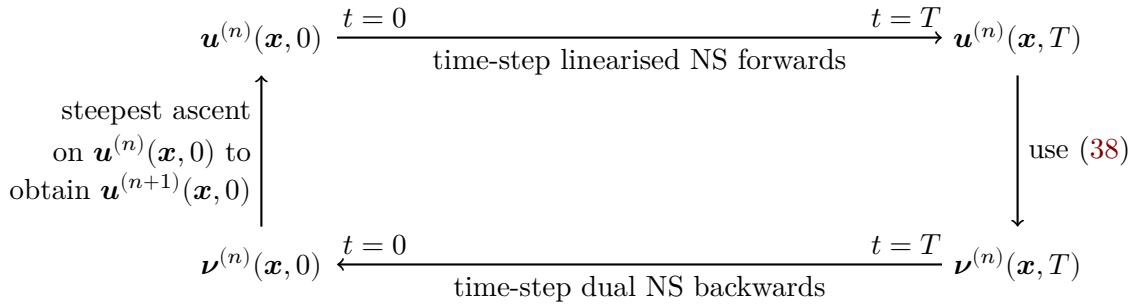 t = 0
t = T
𝒖⁽ⁿ⁾(𝒙, 0)
𝒖⁽ⁿ⁾(𝒙, T)
time-step linearised NS forwards
steepest ascent
on 𝒖⁽ⁿ⁾(𝒙, 0) to
obtain 𝒖⁽ⁿ⁺¹⁾(𝒙, 0)
use (38)
t = 0
t = T
𝝂⁽ⁿ⁾(𝒙, 0)
𝝂⁽ⁿ⁾(𝒙, T)
time-step dual NS backwards